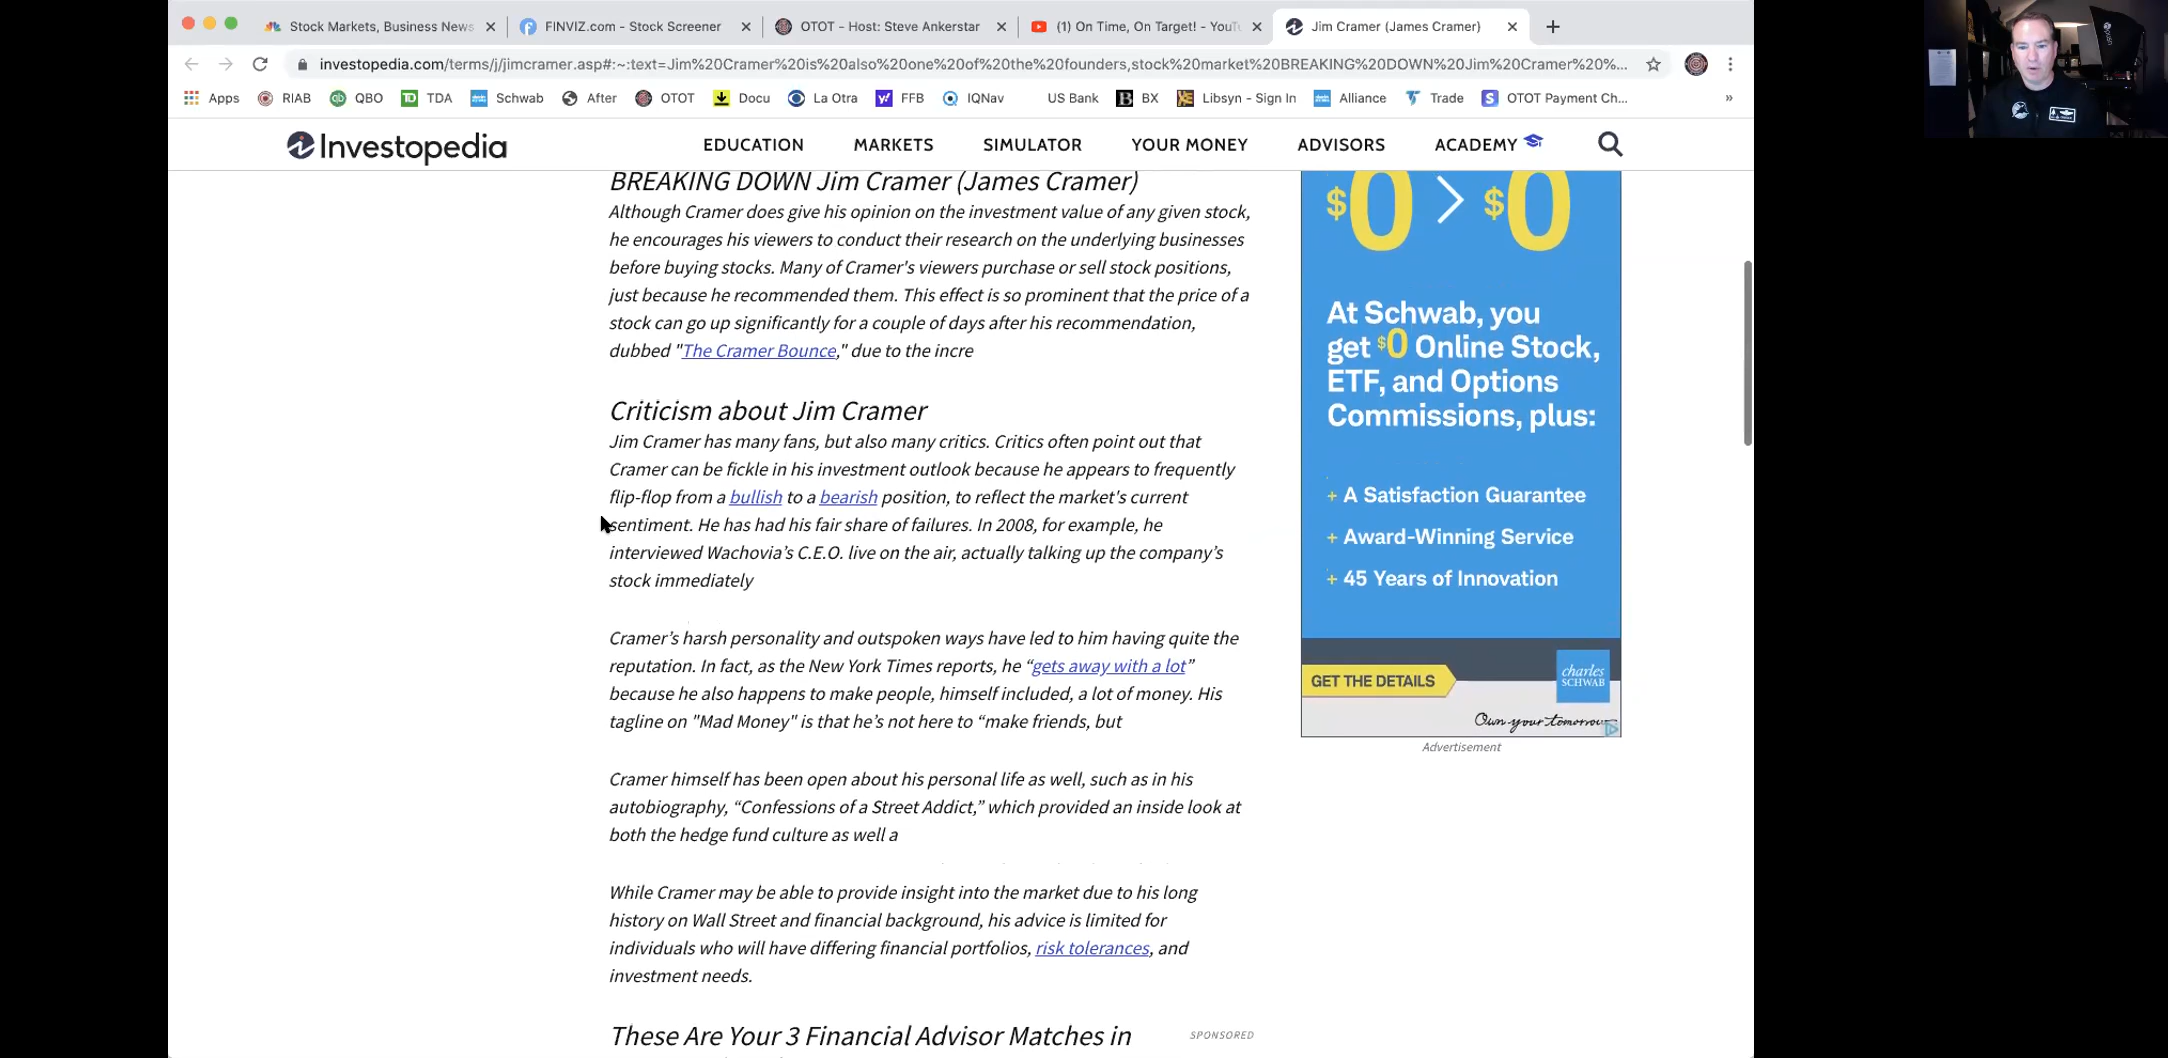 Stock Markets, Business News
FINVIZ.com - Stock Screener
OTOT - Host: Steve Ankerstar
(1) On Time, On Target! - YouTu
Jim Cramer (James Cramer)
investopedia.com/terms/j/jimcramer.asp#:~:text=Jim%20Cramer%20is%20also%20one%20of%20the%20founders,stock%20market%20BREAKING%20DOWN%20Jim%20Cramer%20%...
Apps RIAB QBO TDA Schwab After OTOT Docu La Otra FFB IQNav US Bank BX Libsyn - Sign In Alliance Trade OTOT Payment Ch... »
Investopedia
EDUCATION MARKETS SIMULATOR YOUR MONEY ADVISORS ACADEMY
BREAKING DOWN Jim Cramer (James Cramer)
Although Cramer does give his opinion on the investment value of any given stock,
he encourages his viewers to conduct their research on the underlying businesses
before buying stocks. Many of Cramer's viewers purchase or sell stock positions,
just because he recommended them. This effect is so prominent that the price of a
stock can go up significantly for a couple of days after his recommendation,
dubbed "The Cramer Bounce," due to the incre
Criticism about Jim Cramer
Jim Cramer has many fans, but also many critics. Critics often point out that
Cramer can be fickle in his investment outlook because he appears to frequently
flip-flop from a bullish to a bearish position, to reflect the market's current
sentiment. He has had his fair share of failures. In 2008, for example, he
interviewed Wachovia’s C.E.O. live on the air, actually talking up the company’s
stock immediately
Cramer’s harsh personality and outspoken ways have led to him having quite the
reputation. In fact, as the New York Times reports, he “gets away with a lot”
because he also happens to make people, himself included, a lot of money. His
tagline on "Mad Money" is that he’s not here to “make friends, but
Cramer himself has been open about his personal life as well, such as in his
autobiography, “Confessions of a Street Addict,” which provided an inside look at
both the hedge fund culture as well a
While Cramer may be able to provide insight into the market due to his long
history on Wall Street and financial background, his advice is limited for
individuals who will have differing financial portfolios, risk tolerances, and
investment needs.
These Are Your 3 Financial Advisor Matches in
SPONSORED
$0 > $0
At Schwab, you
get $0 Online Stock,
ETF, and Options
Commissions, plus:
+ A Satisfaction Guarantee
+ Award-Winning Service
+ 45 Years of Innovation
GET THE DETAILS
charles
SCHWAB
Own your tomorrow
Advertisement